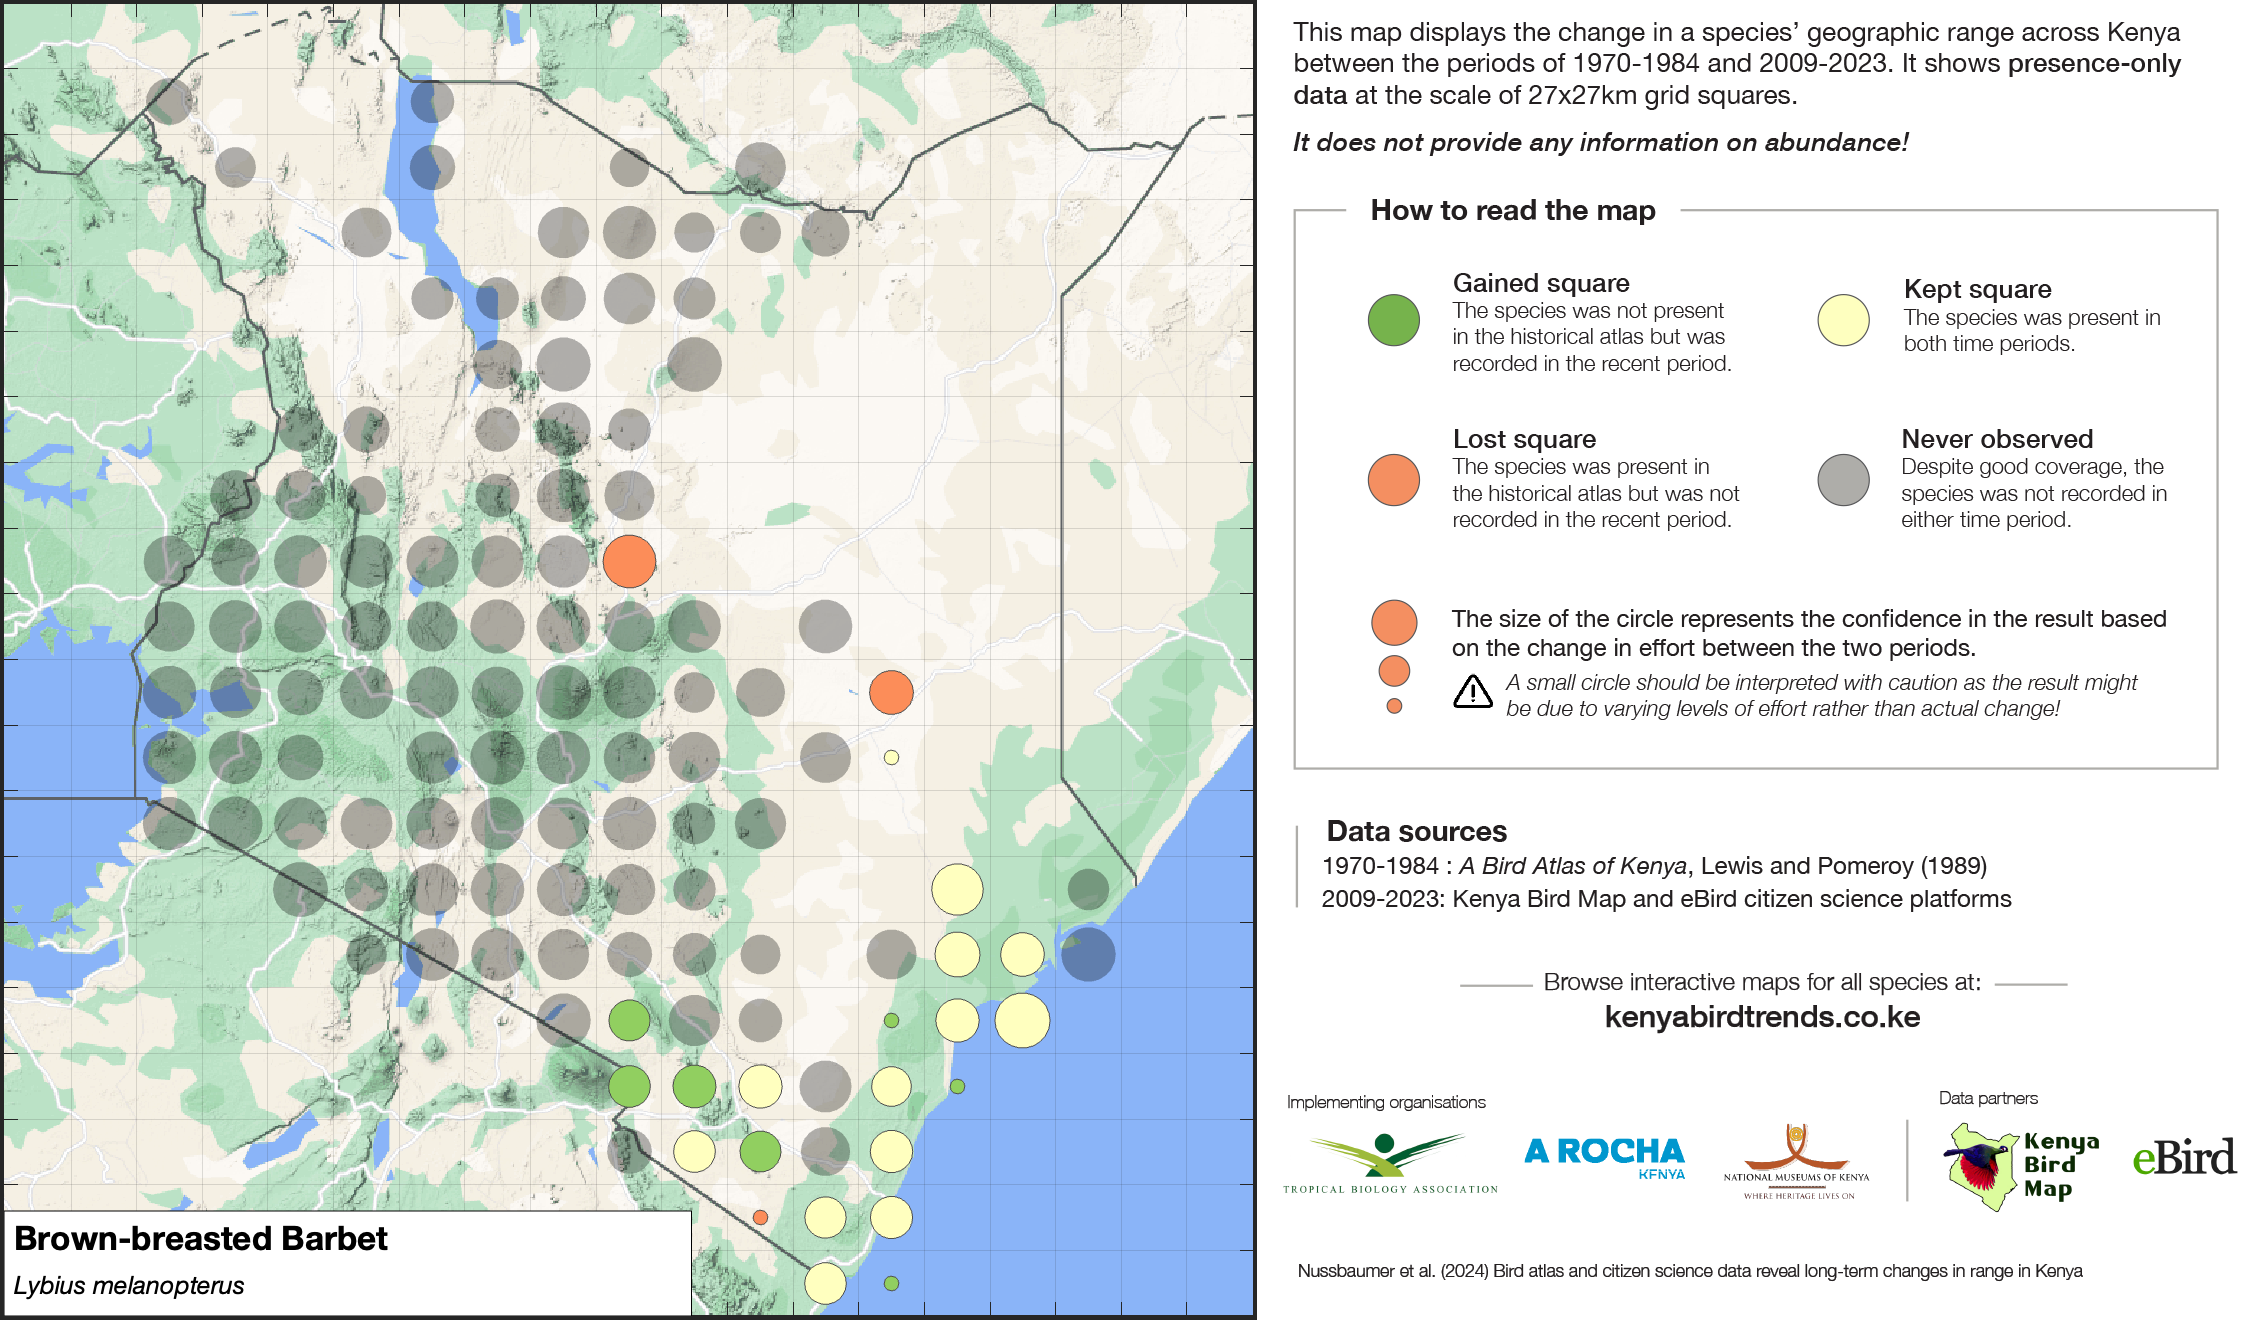 This map displays the change in a species’ geographic range across Kenya
between the periods of 1970-1984 and 2009-2023. It shows presence-only
data at the scale of 27x27km grid squares.
It does not provide any information on abundance!
How to read the map
Gained square
The species was not present
in the historical atlas but was
recorded in the recent period.
Kept square
The species was present in
both time periods.
Lost square
The species was present in
the historical atlas but was not
recorded in the recent period.
Never observed
Despite good coverage, the
species was not recorded in
either time period.
The size of the circle represents the confidence in the result based
on the change in effort between the two periods.
A small circle should be interpreted with caution as the result might
be due to varying levels of effort rather than actual change!
Data sources
1970-1984 : A Bird Atlas of Kenya, Lewis and Pomeroy (1989)
2009-2023: Kenya Bird Map and eBird citizen science platforms
Browse interactive maps for all species at:
kenyabirdtrends.co.ke
Implementing organisations
Data partners
TROPICAL BIOLOGY ASSOCIATION
A ROCHA
KENYA
NATIONAL MUSEUMS OF KENYA
WHERE HERITAGE LIVES ON
Kenya
Bird
Map
eBird
Nussbaumer et al. (2024) Bird atlas and citizen science data reveal long-term changes in range in Kenya
Brown-breasted Barbet
Lybius melanopterus